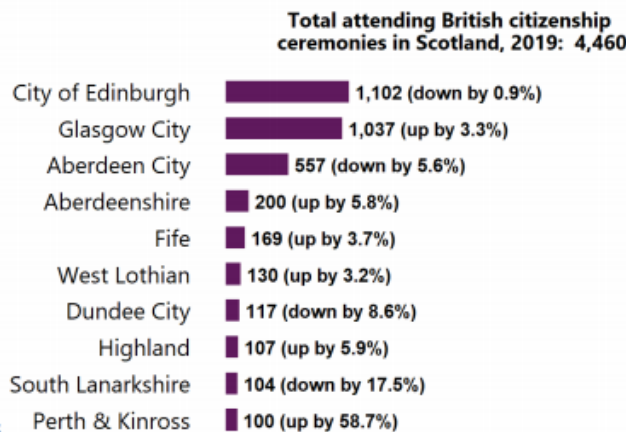 Total attending British citizenship
ceremonies in Scotland, 2019: 4,460
City of Edinburgh 1,102 (down by 0.9%)
Glasgow City 1,037 (up by 3.3%)
Aberdeen City 557 (down by 5.6%)
Aberdeenshire 200 (up by 5.8%)
Fife 169 (up by 3.7%)
West Lothian 130 (up by 3.2%)
Dundee City 117 (down by 8.6%)
Highland 107 (up by 5.9%)
South Lanarkshire 104 (down by 17.5%)
Perth & Kinross 100 (up by 58.7%)